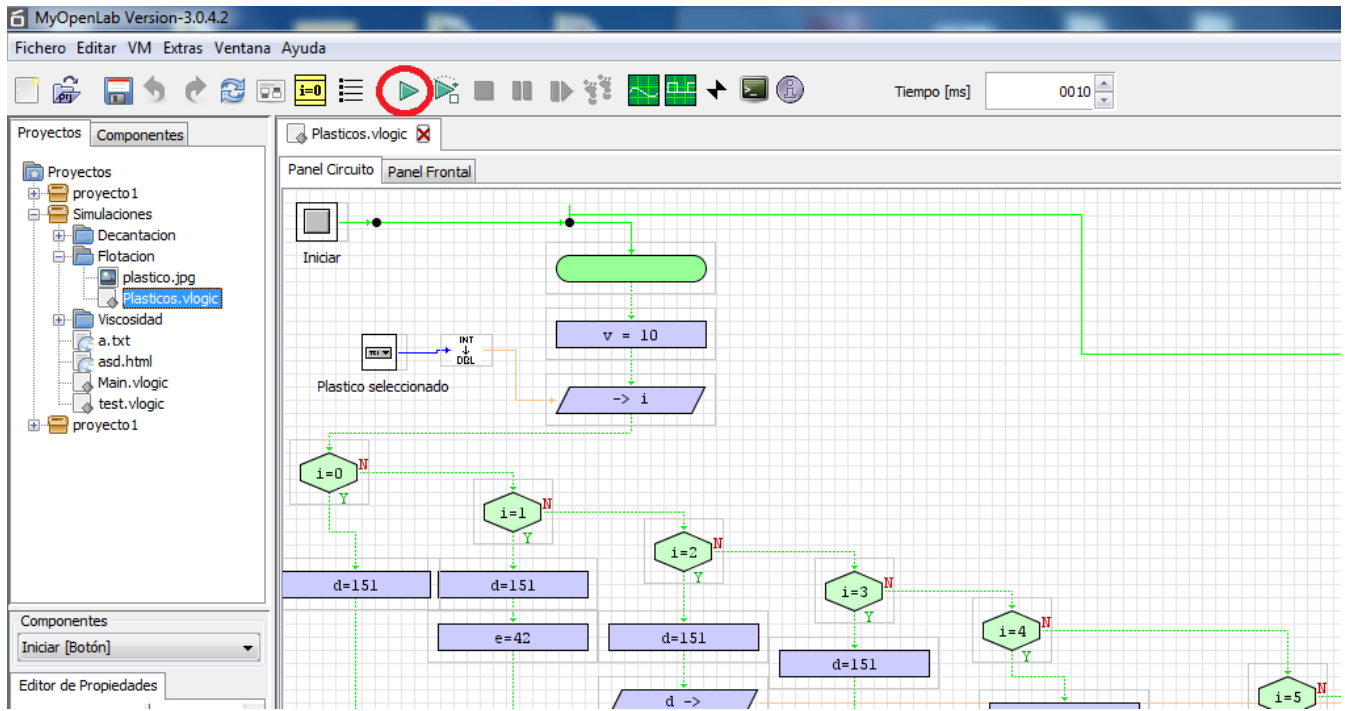 MyOpenLab Version-3.0.4.2
Fichero Editar VM Extras Ventana Ayuda
i=0
Tiempo [ms] 0010
Proyectos Componentes
Proyectos
proyecto1
Simulaciones
Decantacion
Flotacion
plastico.jpg
Plasticos.vlogic
Viscosidad
a.txt
asd.html
Main.vlogic
test.vlogic
proyecto1
Componentes
Iniciar [Botón]
Editor de Propiedades
Plasticos.vlogic
Panel Circuito Panel Frontal
Iniciar
v = 10
INT
DBL
Plastico seleccionado
-> i
i=0 N
Y
i=1 N
Y
i=2 N
Y
i=3 N
Y
i=4 N
Y
i=5 N
d=151
d=151
e=42
d=151
d ->
d=151